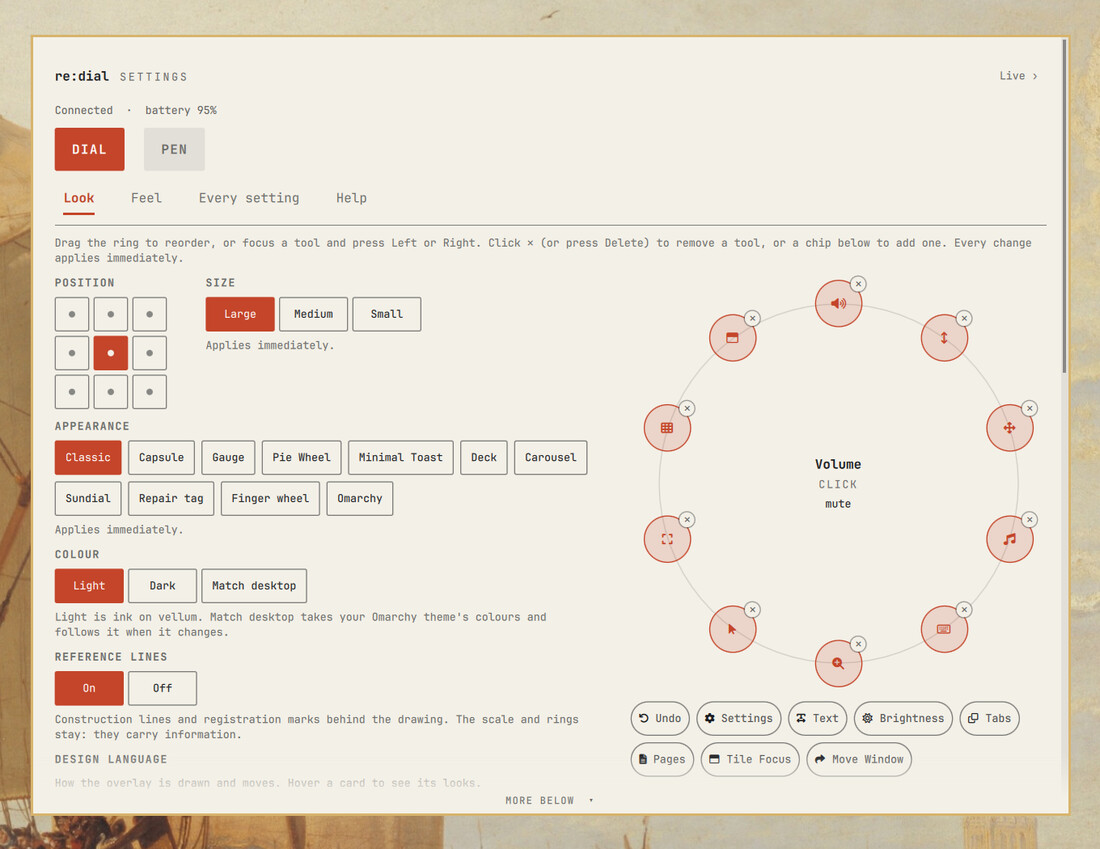 re:dial SETTINGS
Live ›
Connected · battery 95%
DIAL PEN
Look Feel Every setting Help
Drag the ring to reorder, or focus a tool and press Left or Right. Click × (or press Delete) to remove a tool, or a chip below to add one. Every change
applies immediately.
POSITION
SIZE
Large Medium Small
Applies immediately.
APPEARANCE
Classic Capsule Gauge Pie Wheel Minimal Toast Deck Carousel
Sundial Repair tag Finger wheel Omarchy
Applies immediately.
COLOUR
Light Dark Match desktop
Light is ink on vellum. Match desktop takes your Omarchy theme's colours and
follows it when it changes.
REFERENCE LINES
On Off
Construction lines and registration marks behind the drawing. The scale and rings
stay: they carry information.
DESIGN LANGUAGE
How the overlay is drawn and moves. Hover a card to see its looks.
Volume
CLICK
mute
Undo Settings Text Brightness Tabs
Pages Tile Focus Move Window
MORE BELOW ▾